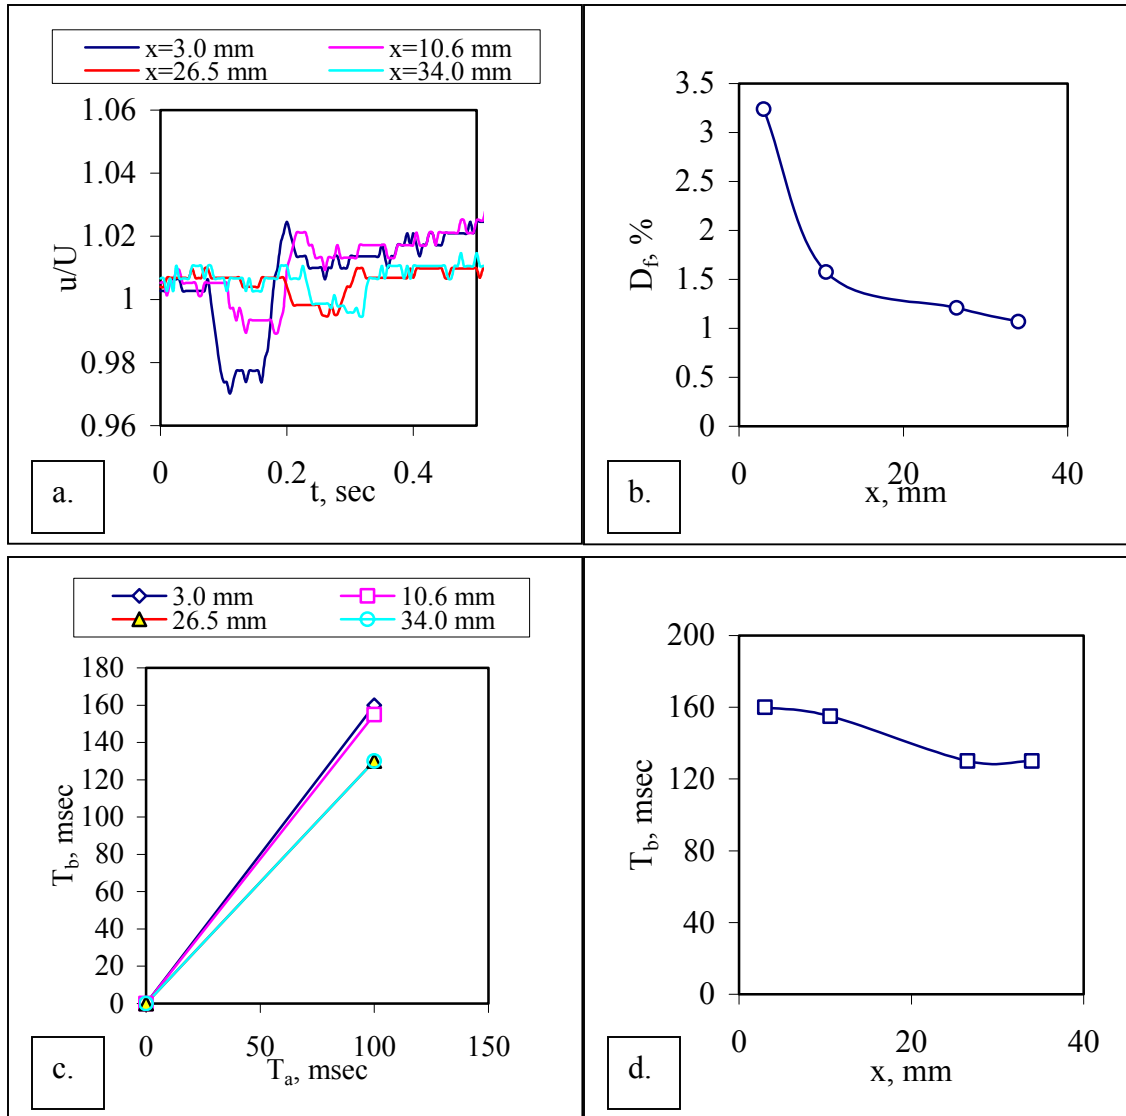 x=3.0 mm x=10.6 mm
x=26.5 mm x=34.0 mm
1.06
1.04
1.02
1
0.98
0.96
u/U
0 0.2 0.4
t, sec
a.
3.5
3
2.5
2
1.5
1
0.5
0
D_f, %
0 20 40
x, mm
b.
3.0 mm 10.6 mm
26.5 mm 34.0 mm
180
160
140
120
100
80
60
40
20
0
T_b, msec
0 50 100 150
T_a, msec
c.
200
160
120
80
40
0
T_b, msec
0 20 40
x, mm
d.